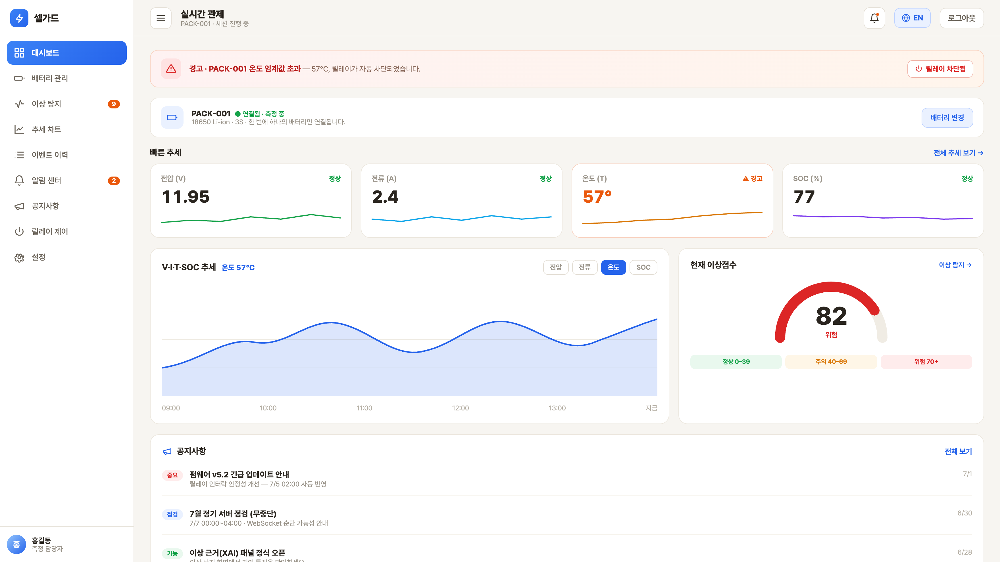 셀가드
실시간 관제
PACK-001 · 세션 진행 중
EN
로그아웃
대시보드
배터리 관리
이상 탐지
9
추세 차트
이벤트 이력
알림 센터
2
공지사항
릴레이 제어
설정
홍
홍길동
측정 담당자
경고 · PACK-001 온도 임계값 초과 — 57°C, 릴레이가 자동 차단되었습니다.
릴레이 차단됨
PACK-001 연결됨 · 측정 중
18650 Li-ion · 3S · 한 번에 하나의 배터리만 연결됩니다.
배터리 변경
빠른 추세
전체 추세 보기 →
전압 (V)
정상
11.95
전류 (A)
정상
2.4
온도 (T)
경고
57°
SOC (%)
정상
77
V·I·T·SOC 추세 온도 57°C
전압
전류
온도
SOC
09:00
10:00
11:00
12:00
13:00
지금
현재 이상점수
이상 탐지 →
82
위험
정상 0–39
주의 40–69
위험 70+
공지사항
전체 보기
중요
펌웨어 v5.2 긴급 업데이트 안내
릴레이 인터락 안정성 개선 — 7/5 02:00 자동 반영
7/1
점검
7월 정기 서버 점검 (무중단)
7/7 00:00~04:00 · WebSocket 순단 가능성 안내
6/30
기능
이상 근거(XAI) 패널 정식 오픈
6/28